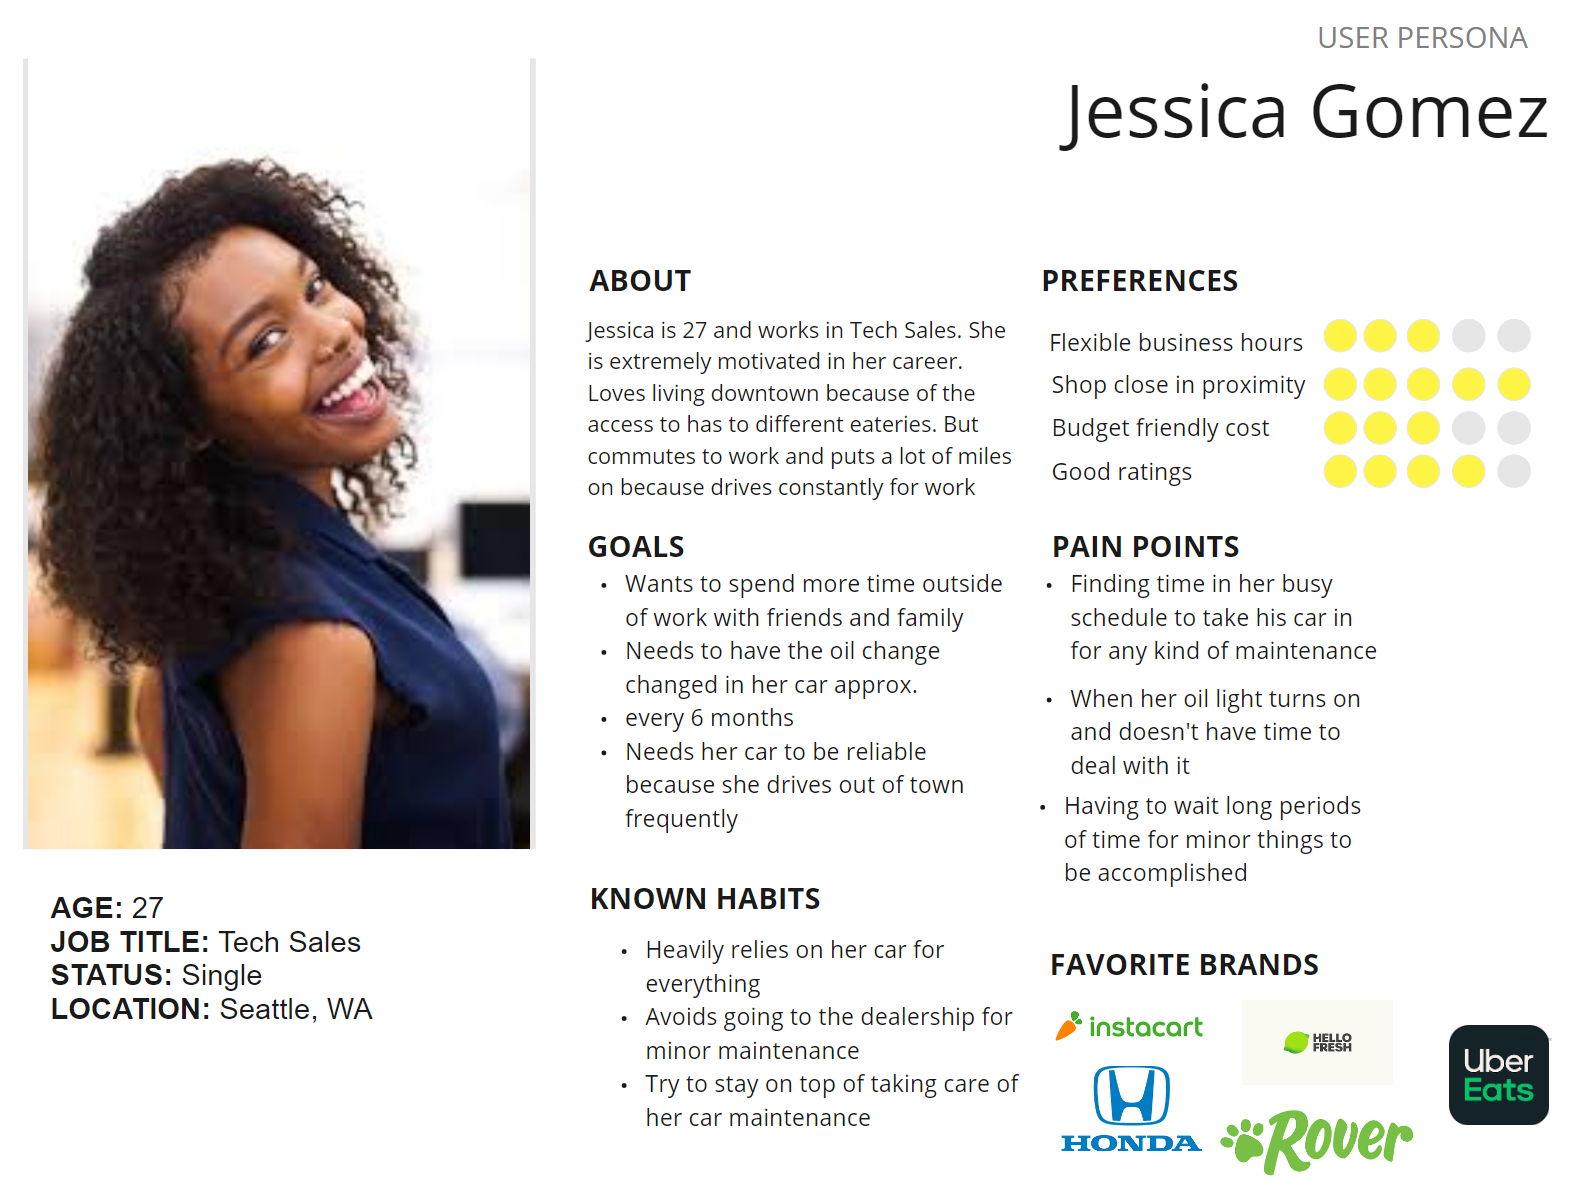 USER PERSONA
Jessica Gomez
ABOUT
Jessica is 27 and works in Tech Sales. She
is extremely motivated in her career.
Loves living downtown because of the
access to has to different eateries. But
commutes to work and puts a lot of miles
on because drives constantly for work
PREFERENCES
Flexible business hours
Shop close in proximity
Budget friendly cost
Good ratings
GOALS
• Wants to spend more time outside
of work with friends and family
• Needs to have the oil change
changed in her car approx.
• every 6 months
• Needs her car to be reliable
because she drives out of town
frequently
PAIN POINTS
• Finding time in her busy
schedule to take his car in
for any kind of maintenance
• When her oil light turns on
and doesn't have time to
deal with it
• Having to wait long periods
of time for minor things to
be accomplished
AGE: 27
JOB TITLE: Tech Sales
STATUS: Single
LOCATION: Seattle, WA
KNOWN HABITS
• Heavily relies on her car for
everything
• Avoids going to the dealership for
minor maintenance
• Try to stay on top of taking care of
her car maintenance
FAVORITE BRANDS
instacart
HELLO
FRESH
Uber
Eats
HONDA
Rover